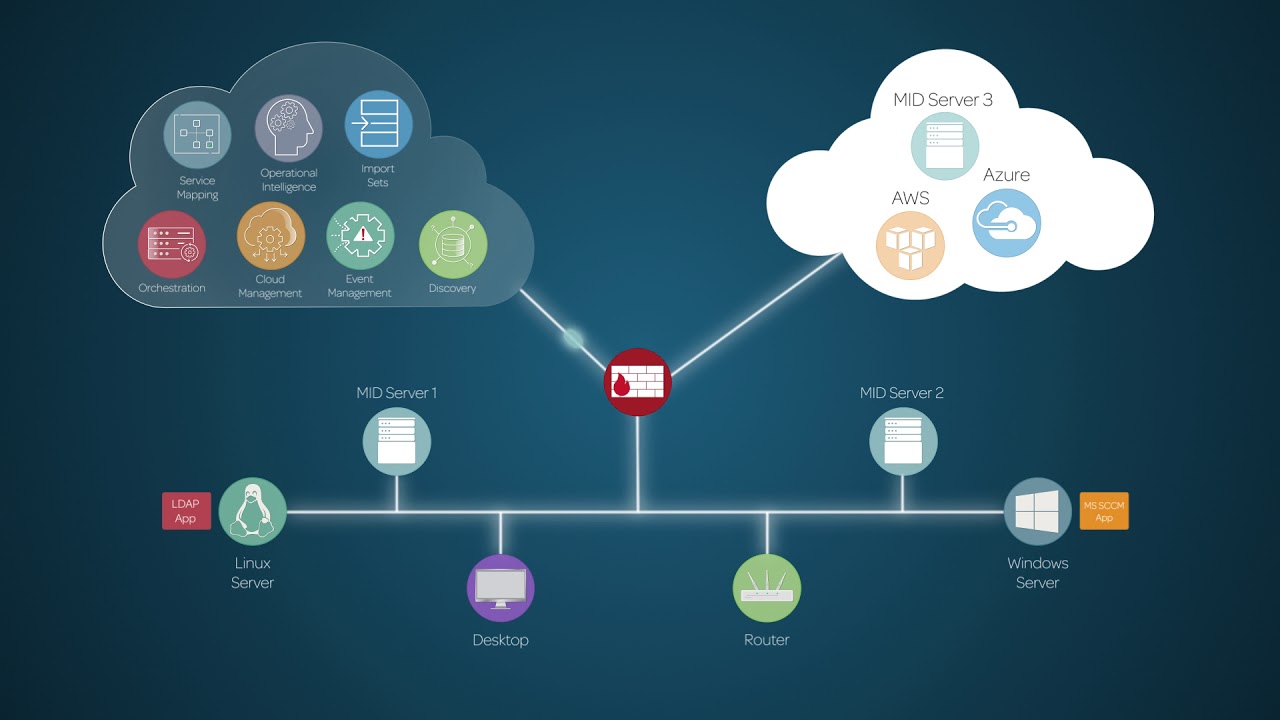 Service
Mapping
Operational
Intelligence
Import
Sets
Orchestration
Cloud
Management
Event
Management
Discovery
MID Server 3
AWS
Azure
MID Server 1
MID Server 2
LDAP
App
Linux
Server
Desktop
Router
Windows
Server
MS SCCM
App